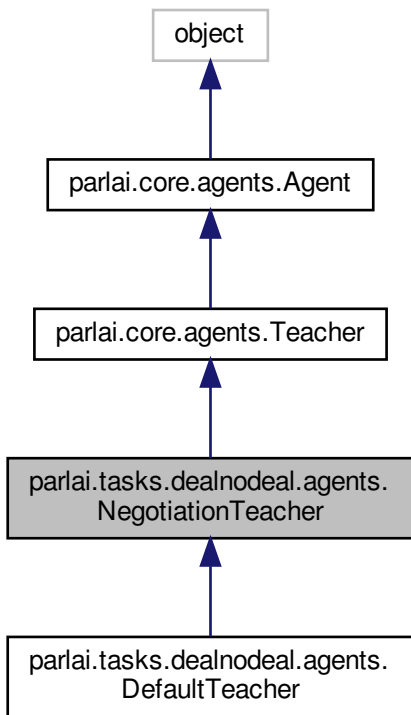 object
parlai.core.agents.Agent
parlai.core.agents.Teacher
parlai.tasks.dealnodeal.agents.
NegotiationTeacher
parlai.tasks.dealnodeal.agents.
DefaultTeacher